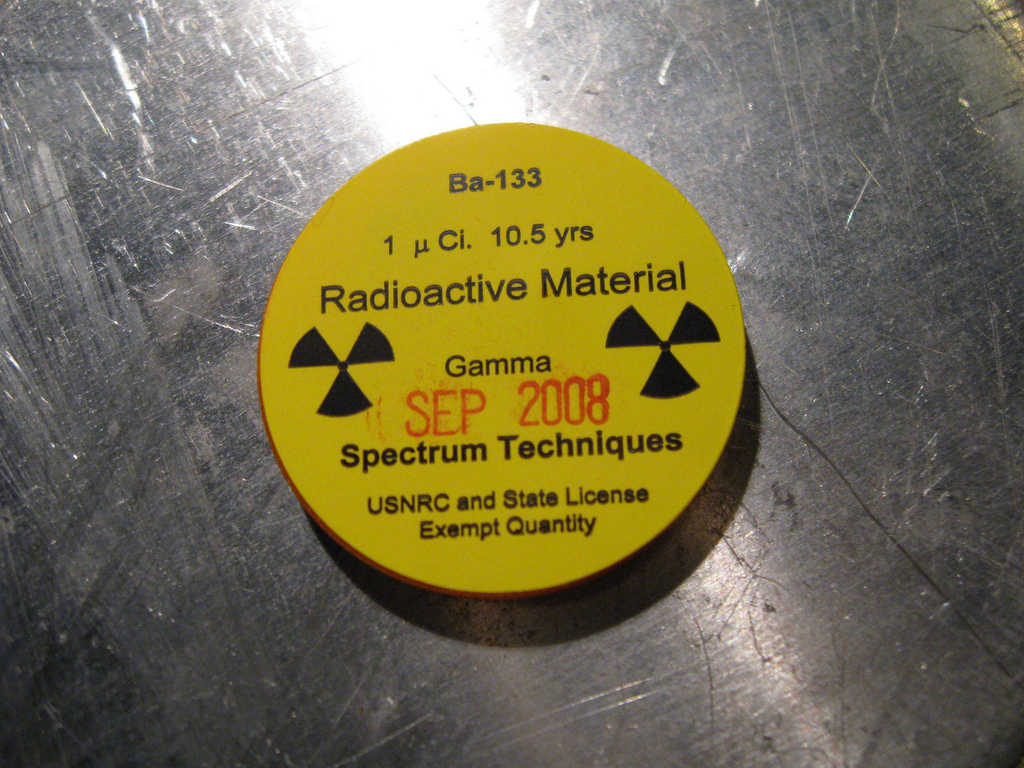 Ba-133
1 μ Ci. 10.5 yrs
Radioactive Material
Gamma
SEP 2008
Spectrum Techniques
USNRC and State License
Exempt Quantity